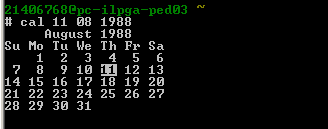 21406768@pc-ilpga-ped03 ~
# cal 11 08 1988
August 1988
Su Mo Tu We Th Fr Sa
1 2 3 4 5 6
7 8 9 10 11 12 13
14 15 16 17 18 19 20
21 22 23 24 25 26 27
28 29 30 31